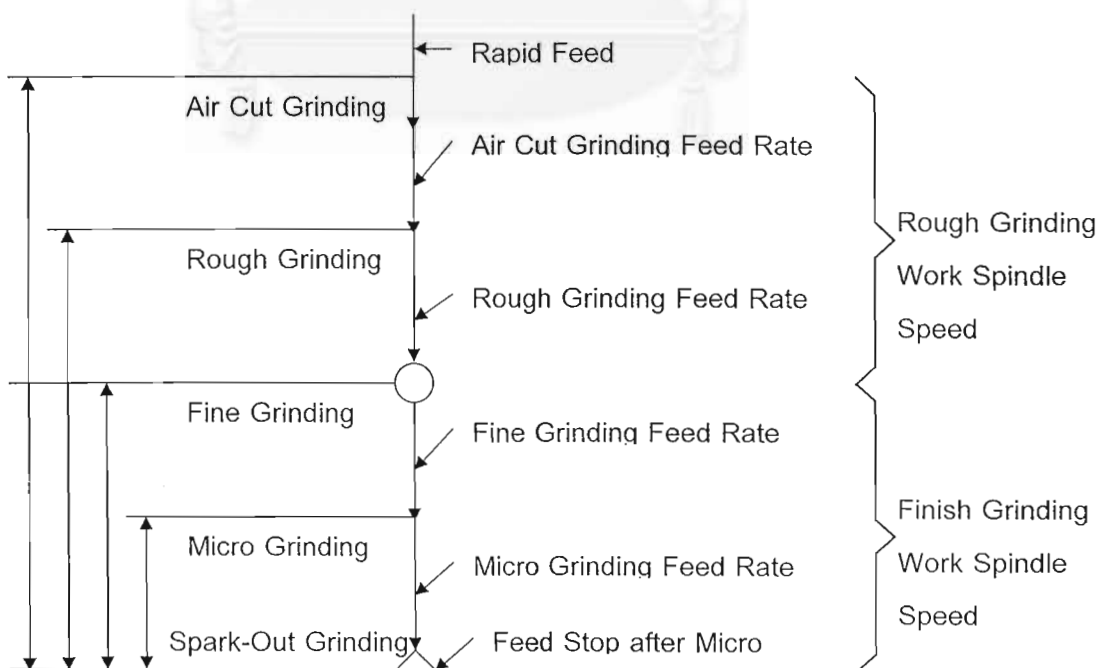 Rapid Feed
Air Cut Grinding
Air Cut Grinding Feed Rate
Rough Grinding
Work Spindle
Speed
Rough Grinding
Rough Grinding Feed Rate
Fine Grinding
Fine Grinding Feed Rate
Finish Grinding
Work Spindle
Speed
Micro Grinding
Micro Grinding Feed Rate
Spark-Out Grinding
Feed Stop after Micro